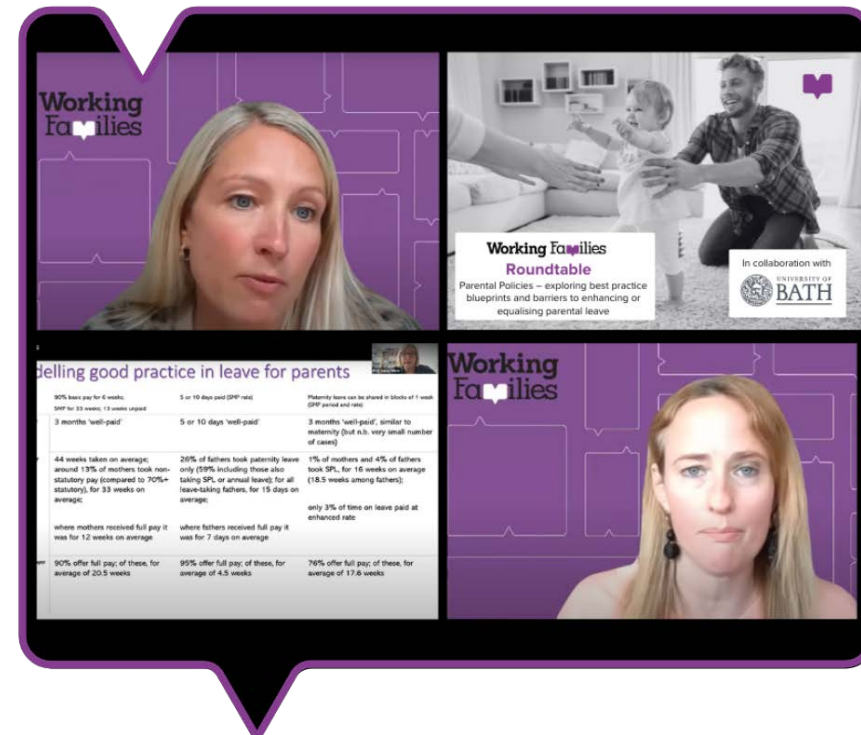 Working
Families
Working Families
Roundtable
Parental Policies – exploring best practice
blueprints and barriers to enhancing or
equalising parental leave
In collaboration with
UNIVERSITY OF
BATH
delling good practice in leave for parents
90% basic pay for 6 weeks;
SMP for 33 weeks; 13 weeks unpaid
5 or 10 days paid (SMP rate)
Maternity leave can be shared in blocks of 1 week
(SMP period and rate)
3 months 'well-paid'
5 or 10 days 'well-paid'
3 months 'well-paid', similar to
maternity (but n.b. very small number
of cases)
44 weeks taken on average;
around 13% of mothers took non-
statutory pay (compared to 70%+
statutory), for 33 weeks on
average;
where mothers received full pay it
was for 12 weeks on average
26% of fathers took paternity leave
only (59% including those also
taking SPL or annual leave); for all
leave-taking fathers, for 15 days on
average;
where fathers received full pay it
was for 7 days on average
1% of mothers and 4% of fathers
took SPL, for 16 weeks on average
(18.5 weeks among fathers);
only 3% of time on leave paid at
enhanced rate
90% offer full pay; of these, for
average of 20.5 weeks
95% offer full pay; of these, for
average of 4.5 weeks
76% offer full pay; of these, for
average of 17.6 weeks
Working
Families